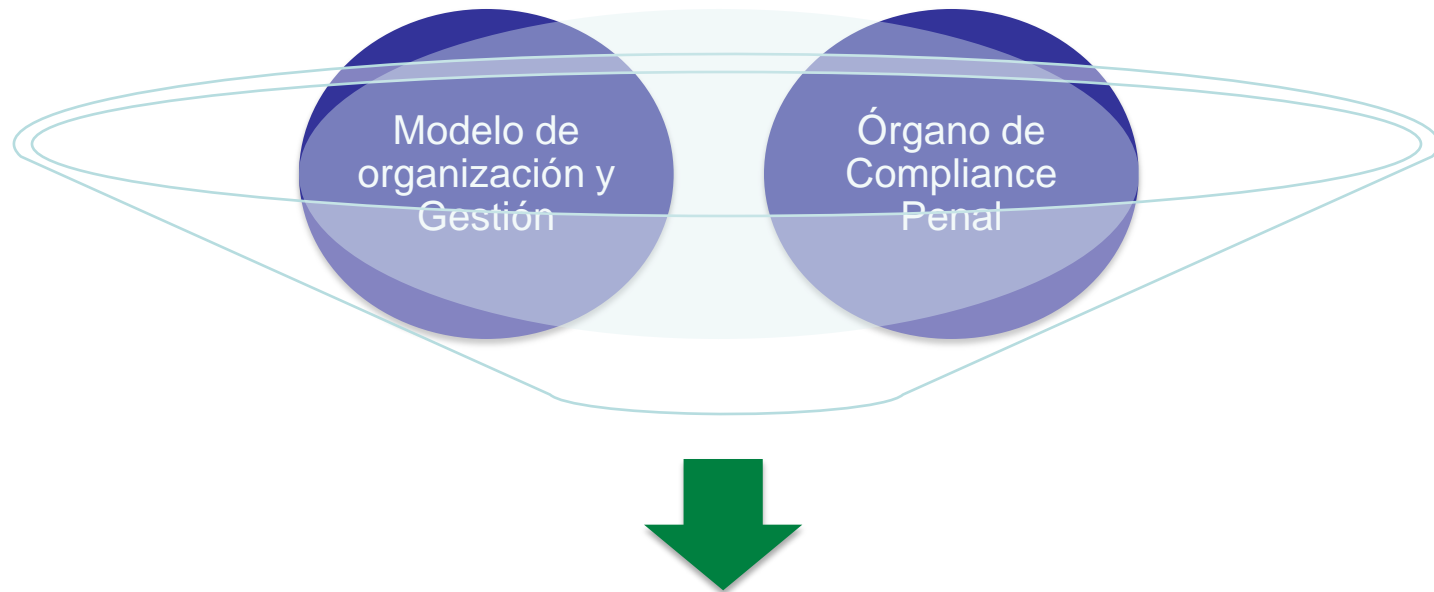 Modelo de
organización y
Gestión
Órgano de
Compliance
Penal